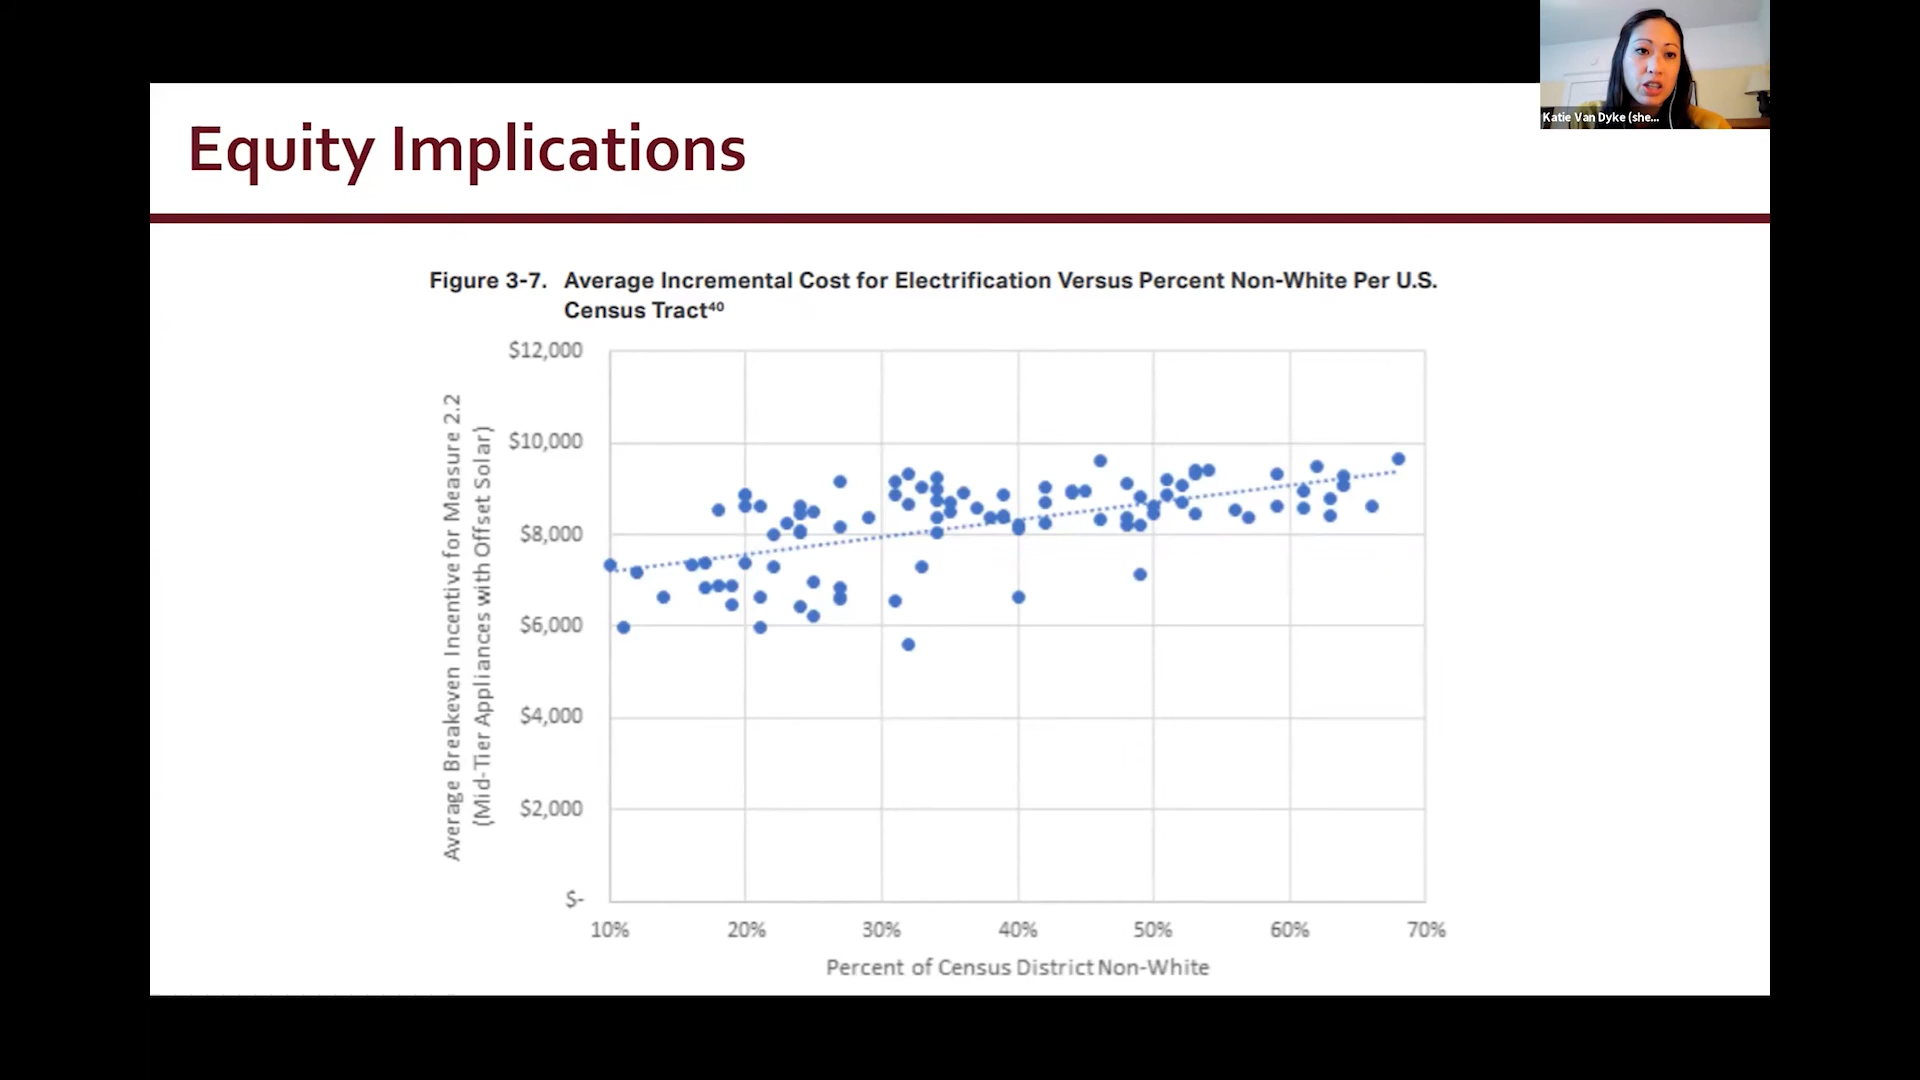 Katie Van Dyke (she...
Equity Implications
Figure 3-7. Average Incremental Cost for Electrification Versus Percent Non-White Per U.S.
Census Tract⁴⁰
Average Breakeven Incentive for Measure 2.2
(Mid-Tier Appliances with Offset Solar)
$12,000
$10,000
$8,000
$6,000
$4,000
$2,000
$-
10% 20% 30% 40% 50% 60% 70%
Percent of Census District Non-White